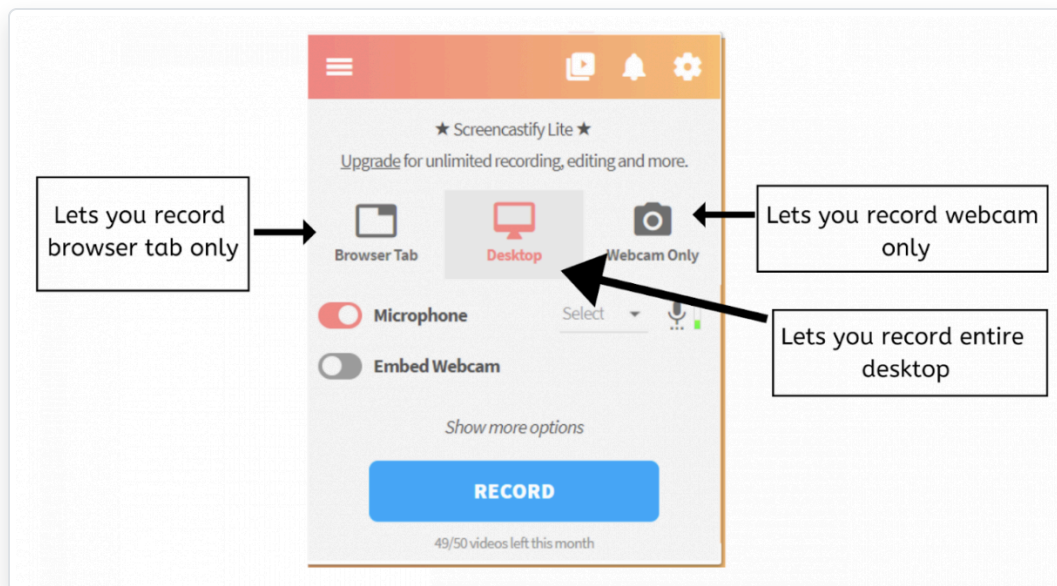 ★ Screencastify Lite ★
Upgrade for unlimited recording, editing and more.
Lets you record
browser tab only
Browser Tab
Desktop
Webcam Only
Lets you record webcam
only
Lets you record entire
desktop
Microphone
Select
Embed Webcam
Show more options
RECORD
49/50 videos left this month